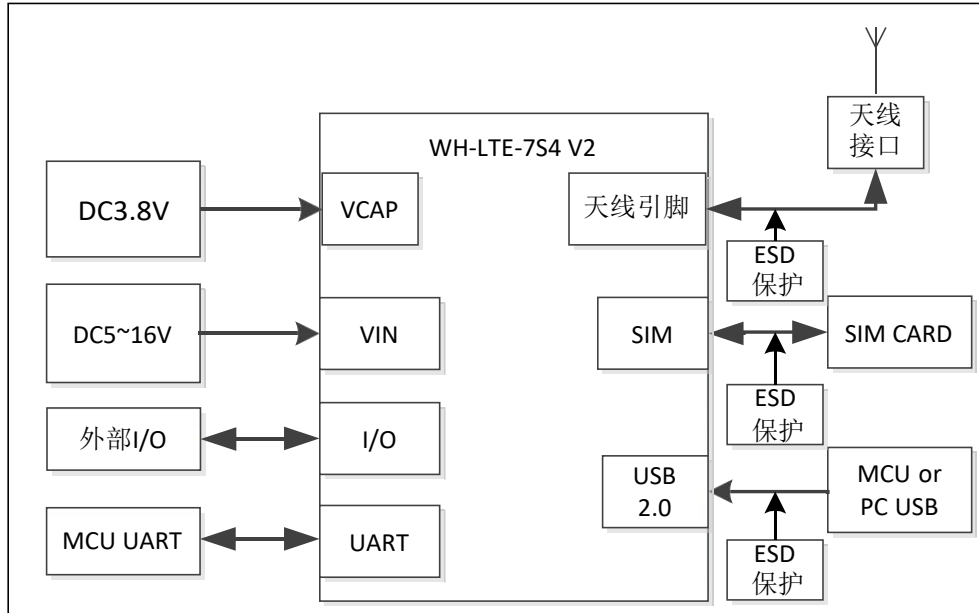 天线
接口
WH-LTE-7S4 V2
DC3.8V
VCAP
天线引脚
ESD
保护
DC5~16V
VIN
SIM
SIM CARD
ESD
保护
外部I/O
I/O
USB
2.0
MCU or
PC USB
MCU UART
UART
ESD
保护